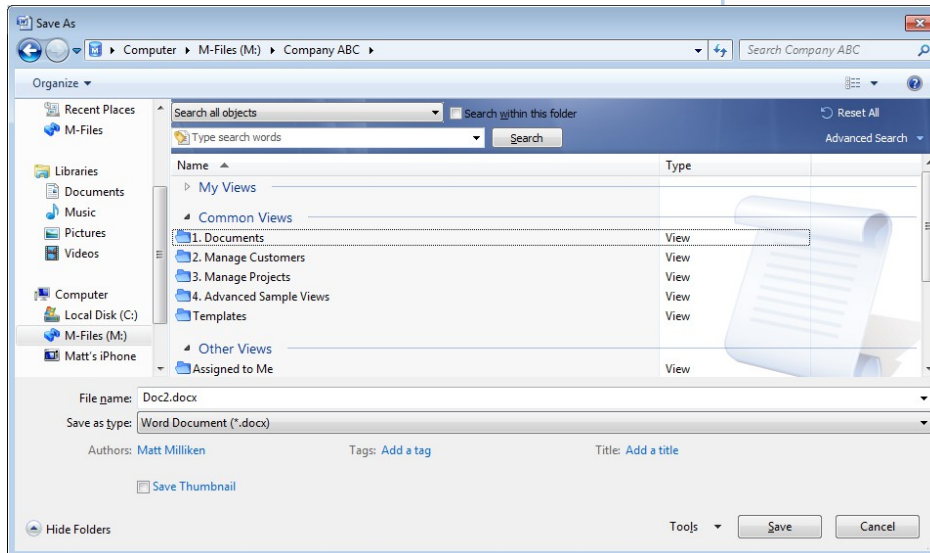 Save As
Computer ▸ M-Files (M:) ▸ Company ABC ▸
Search Company ABC
Organize
Recent Places
M-Files
Libraries
Documents
Music
Pictures
Videos
Computer
Local Disk (C:)
M-Files (M:)
Matt's iPhone
Search all objects
Search within this folder
Reset All
Type search words
Search
Advanced Search
Name
Type
My Views
Common Views
1. Documents View
2. Manage Customers View
3. Manage Projects View
4. Advanced Sample Views View
Templates View
Other Views
Assigned to Me View
File name: Doc2.docx
Save as type: Word Document (*.docx)
Authors: Matt Milliken Tags: Add a tag Title: Add a title
Save Thumbnail
Hide Folders Tools Save Cancel